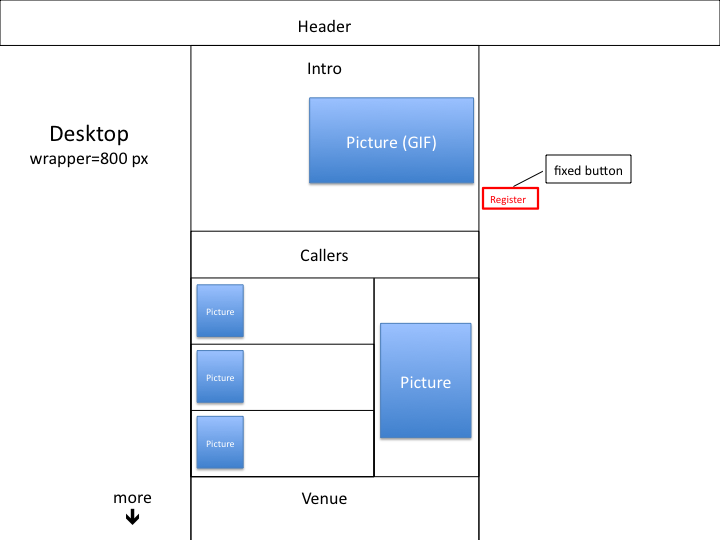 Header
Intro
Desktop
wrapper=800 px
Picture (GIF)
fixed button
Register
Callers
Picture
Picture
Picture
Picture
more
Venue